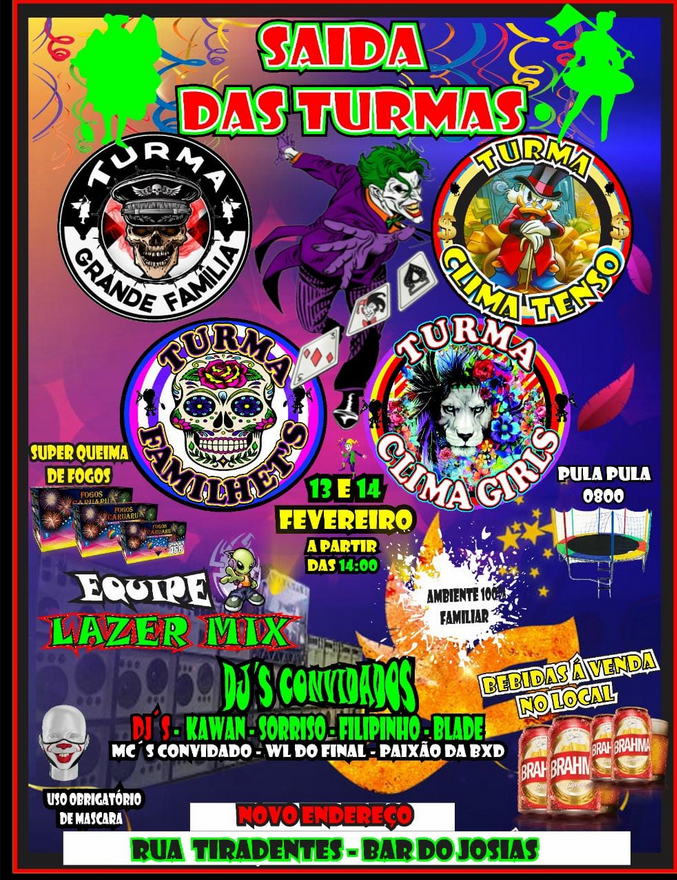 SAIDA
DAS TURMAS
TURMA
GRANDE FAMÍLIA
TURMA
CLIMA TENSO
TURMA
FAMILHET'S
TURMA
CLIMA GIRLS
SUPER QUEIMA
DE FOGOS
FOGOS
CARUARU
13 E 14
FEVEREIRO
A PARTIR
DAS 14:00
PULA PULA
0800
AMBIENTE 100%
FAMILIAR
EQUIPE
LAZER MIX
DJ´S CONVIDADOS
DJ´S - KAWAN - SORRISO - FILIPINHO - BLADE
MC´S CONVIDADO - WL DO FINAL - PAIXÃO DA BXD
BEBIDAS Á VENDA
NO LOCAL
BRAHMA
USO OBRIGATÓRIO
DE MASCARA
NOVO ENDEREÇO
RUA TIRADENTES - BAR DO JOSIAS